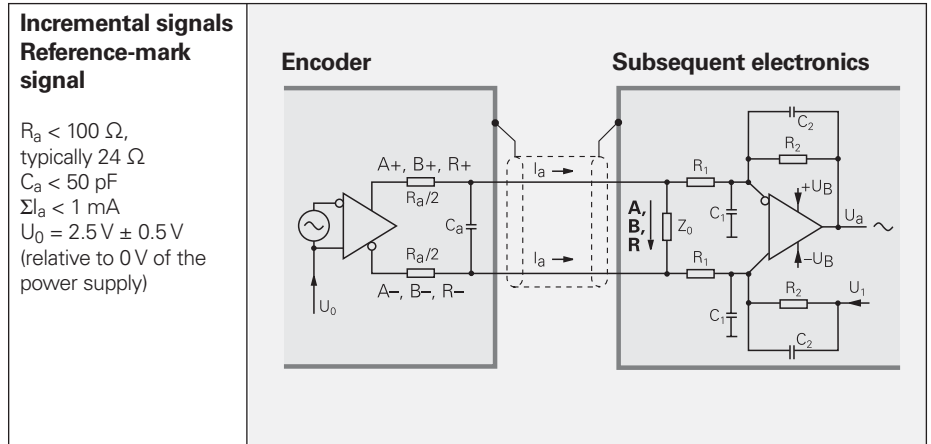 Incremental signals
Reference-mark
signal
Rₐ < 100 Ω,
typically 24 Ω
Cₐ < 50 pF
ΣIₐ < 1 mA
U₀ = 2.5 V ± 0.5 V
(relative to 0 V of the
power supply)
Encoder
Subsequent electronics
A+, B+, R+
Rₐ/2
Cₐ
Rₐ/2
A–, B–, R–
U₀
Iₐ
Iₐ
A,
B,
R
Z₀
R₁
C₁
R₁
C₁
C₂
R₂
+U_B
Uₐ
–U_B
R₂
U₁
C₂